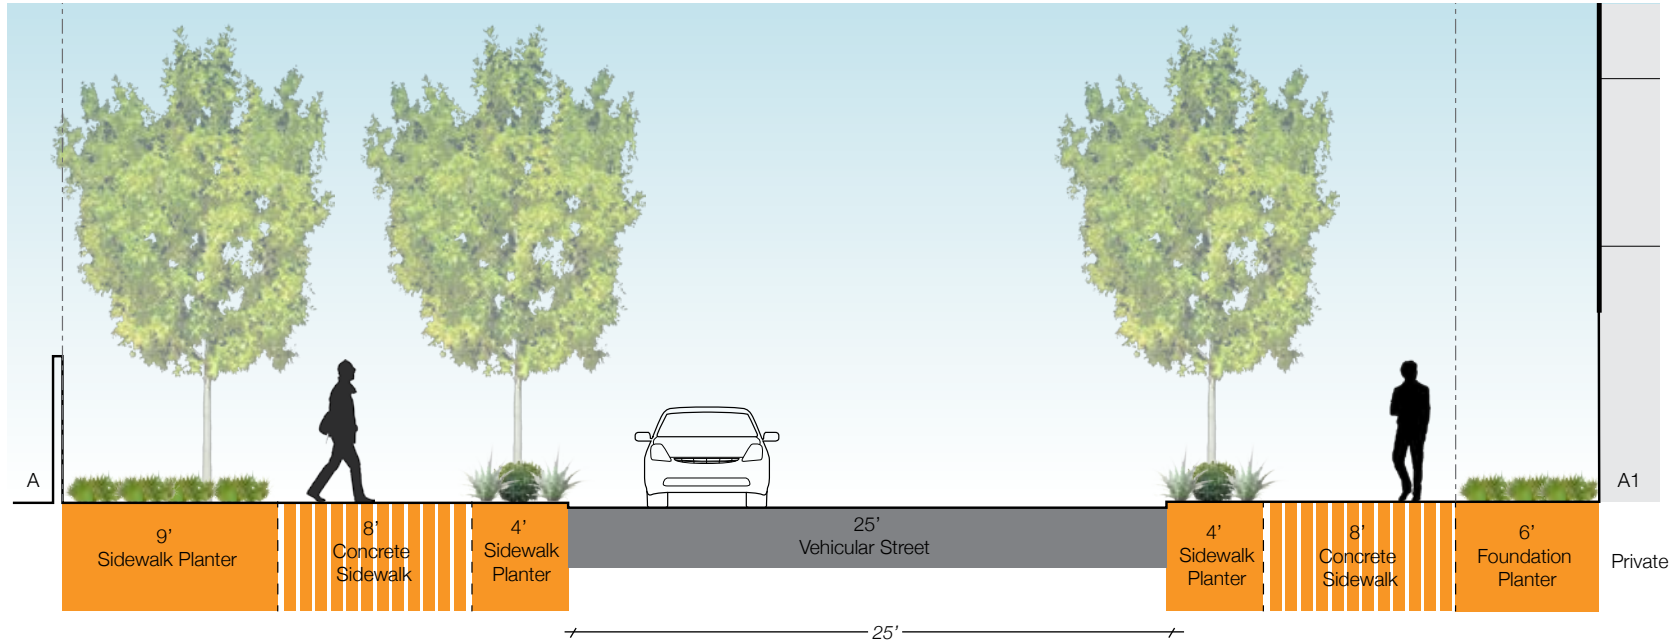 A
A1
9’
Sidewalk Planter
8’
Concrete
Sidewalk
4’
Sidewalk
Planter
25’
Vehicular Street
4’
Sidewalk
Planter
8’
Concrete
Sidewalk
6’
Foundation
Planter
Private
25’